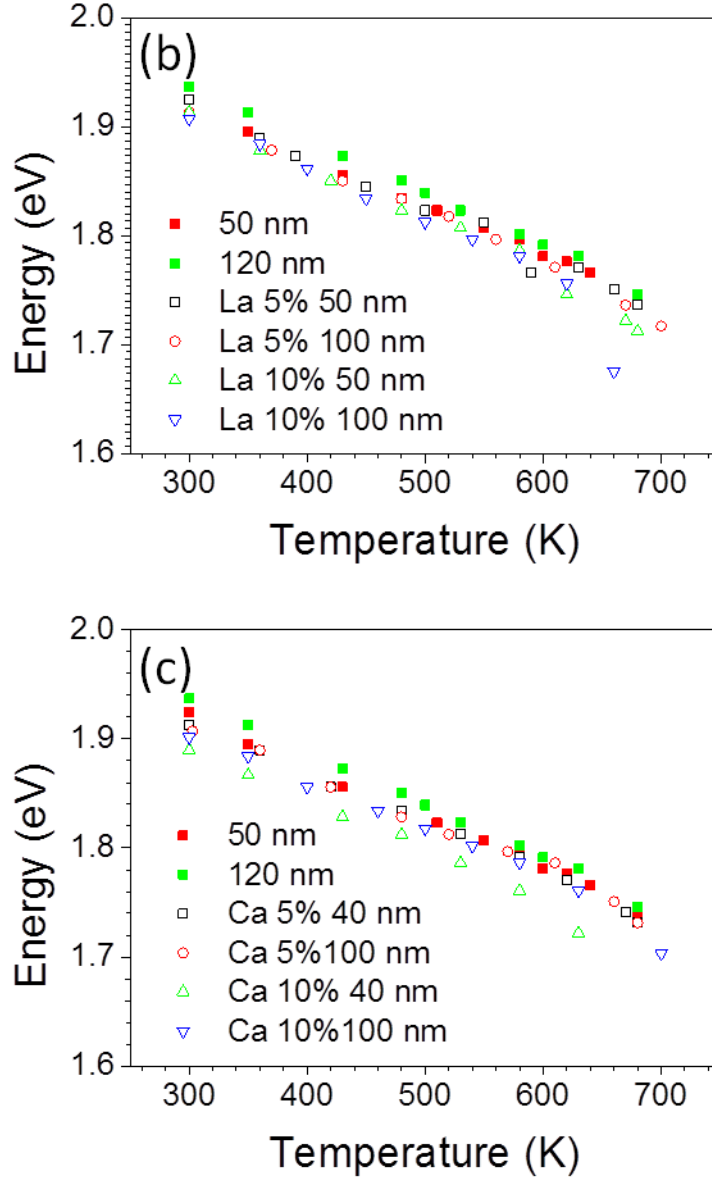 (b)
2.0
1.9
1.8
1.7
1.6
Energy (eV)
50 nm
120 nm
La 5% 50 nm
La 5% 100 nm
La 10% 50 nm
La 10% 100 nm
300 400 500 600 700
Temperature (K)
(c)
2.0
1.9
1.8
1.7
1.6
Energy (eV)
50 nm
120 nm
Ca 5% 40 nm
Ca 5%100 nm
Ca 10% 40 nm
Ca 10%100 nm
300 400 500 600 700
Temperature (K)